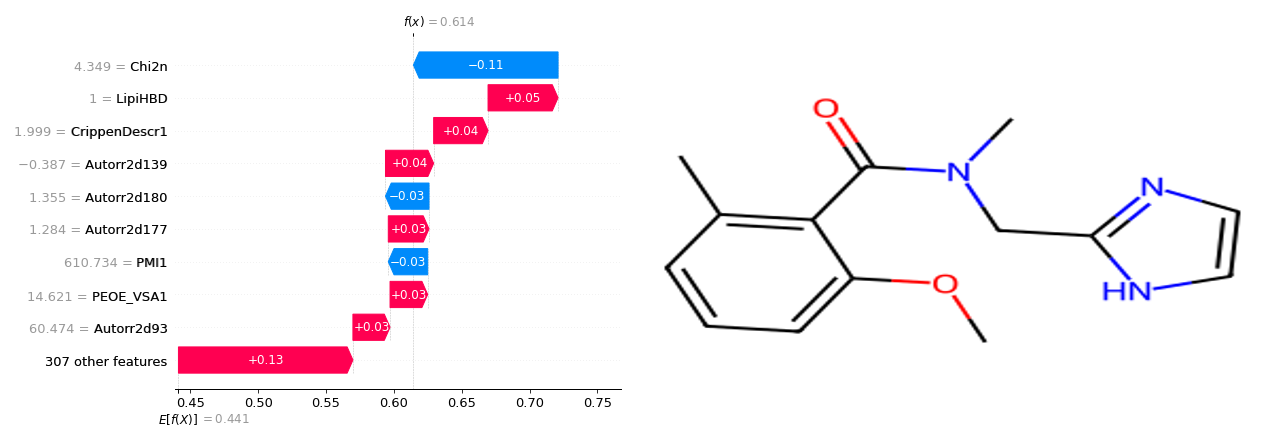 f(x) = 0.614
4.349 = Chi2n
−0.11
1 = LipiHBD
+0.05
1.999 = CrippenDescr1
+0.04
−0.387 = Autorr2d139
+0.04
1.355 = Autorr2d180
−0.03
1.284 = Autorr2d177
+0.03
610.734 = PMI1
−0.03
14.621 = PEOE_VSA1
+0.03
60.474 = Autorr2d93
+0.03
307 other features
+0.13
0.45 0.50 0.55 0.60 0.65 0.70 0.75
E[f(X)] = 0.441
O
N
N
O
HN